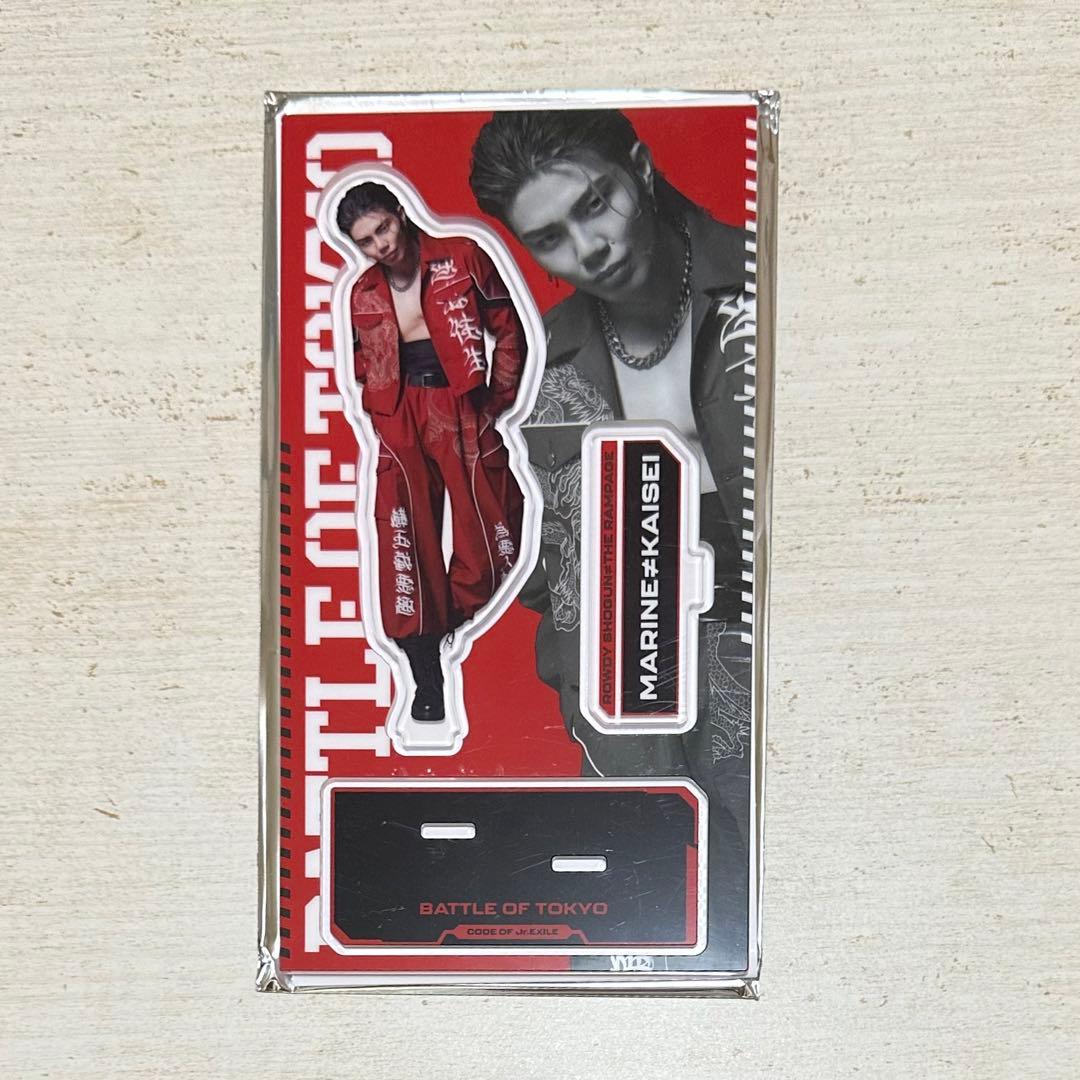 BATTLE OF TOKYO
ROWDY SHOGUN≠THE RAMPAGE
MARINE≠KAISEI
BATTLE OF TOKYO
CODE OF Jr.EXILE